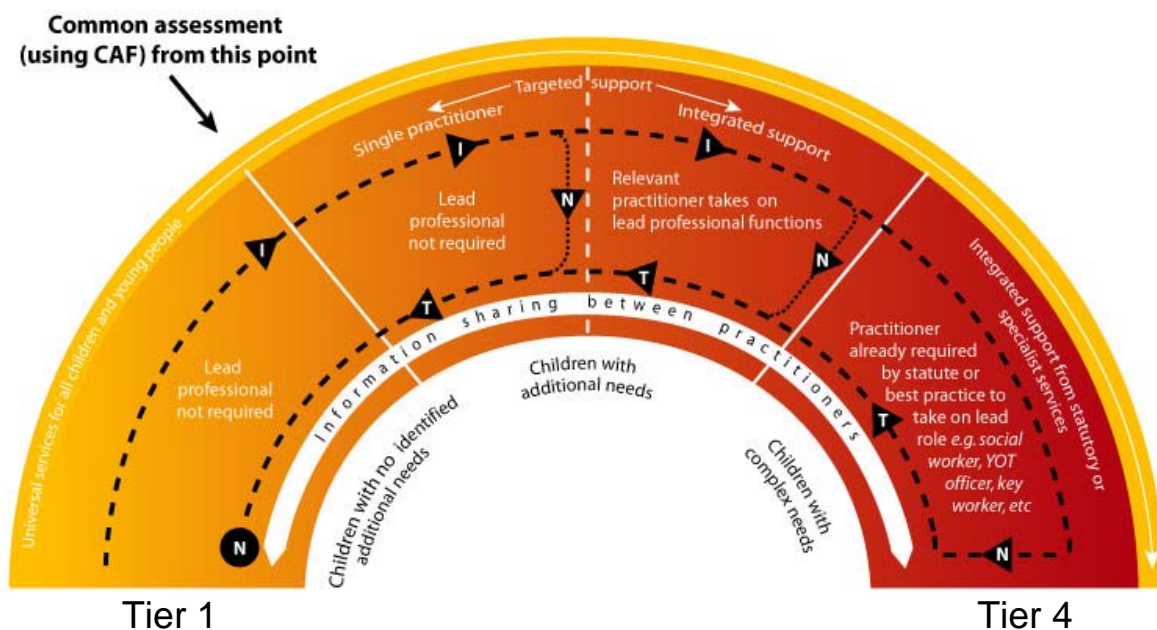 Common assessment
(using CAF) from this point
Targeted support
Single practitioner
Integrated support
I
I
I
Lead
professional
not required
N
Relevant
practitioner takes on
lead professional functions
N
T
T
Universal services for all children and young people
Lead
professional
not required
Information sharing between practitioners
Practitioner
already required
by statute or
best practice to
take on lead
role e.g. social
worker, YOT
officer, key
worker, etc
T
N
Integrated support from statutory or
specialist services
N
Children with no identified
additional needs
Children with
additional needs
Children with
complex needs
Tier 1
Tier 4